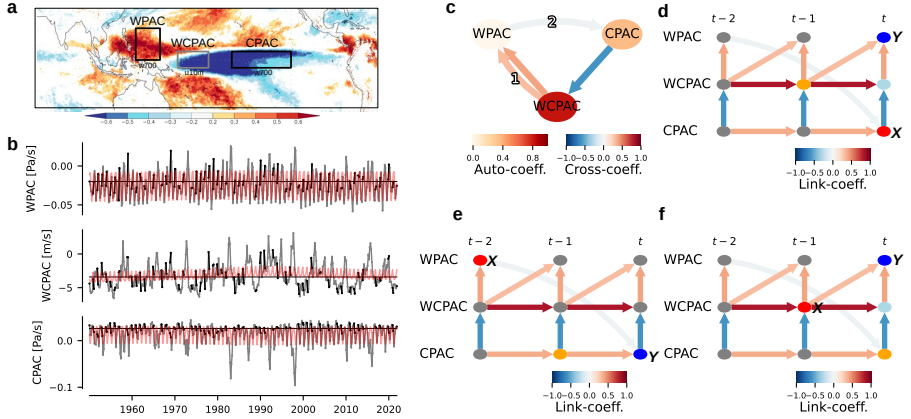 a
WPAC
w700
WCPAC
u10m
CPAC
w700
−0.6 −0.5 −0.4 −0.3 −0.2 0.2 0.3 0.4 0.5 0.6
b
WPAC [Pa/s]
0.00
−0.05
WCPAC [m/s]
0
−5
CPAC [Pa/s]
0.0
−0.1
1960 1970 1980 1990 2000 2010 2020
c
WPAC
2
CPAC
1
WCPAC
0.0 0.4 0.8
Auto-coeff.
−1.0−0.5 0.0 0.5 1.0
Cross-coeff.
d
t − 2 t − 1 t
WPAC
Y
WCPAC
CPAC
X
−1.0−0.5 0.0 0.5 1.0
Link-coeff.
e
t − 2 t − 1 t
WPAC
X
WCPAC
CPAC
Y
−1.0−0.5 0.0 0.5 1.0
Link-coeff.
f
t − 2 t − 1 t
WPAC
Y
WCPAC
X
CPAC
−1.0−0.5 0.0 0.5 1.0
Link-coeff.